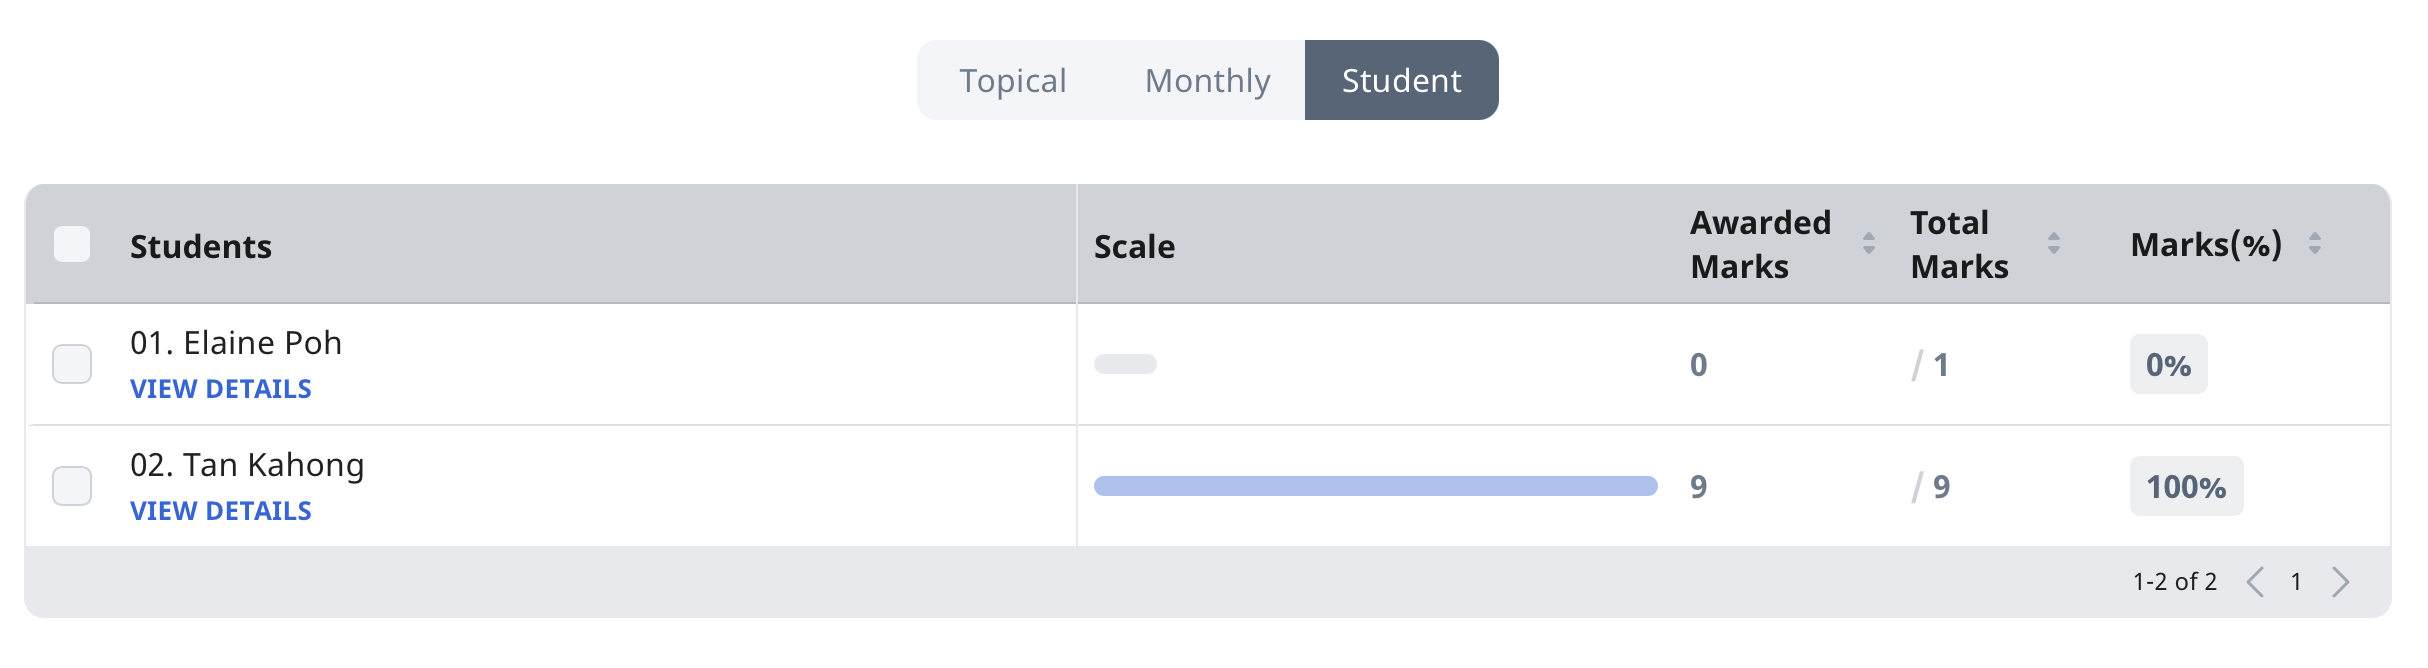 Topical Monthly Student
Students Scale Awarded Marks Total Marks Marks(%)
01. Elaine Poh
VIEW DETAILS
0 / 1 0%
02. Tan Kahong
VIEW DETAILS
9 / 9 100%
1-2 of 2 1